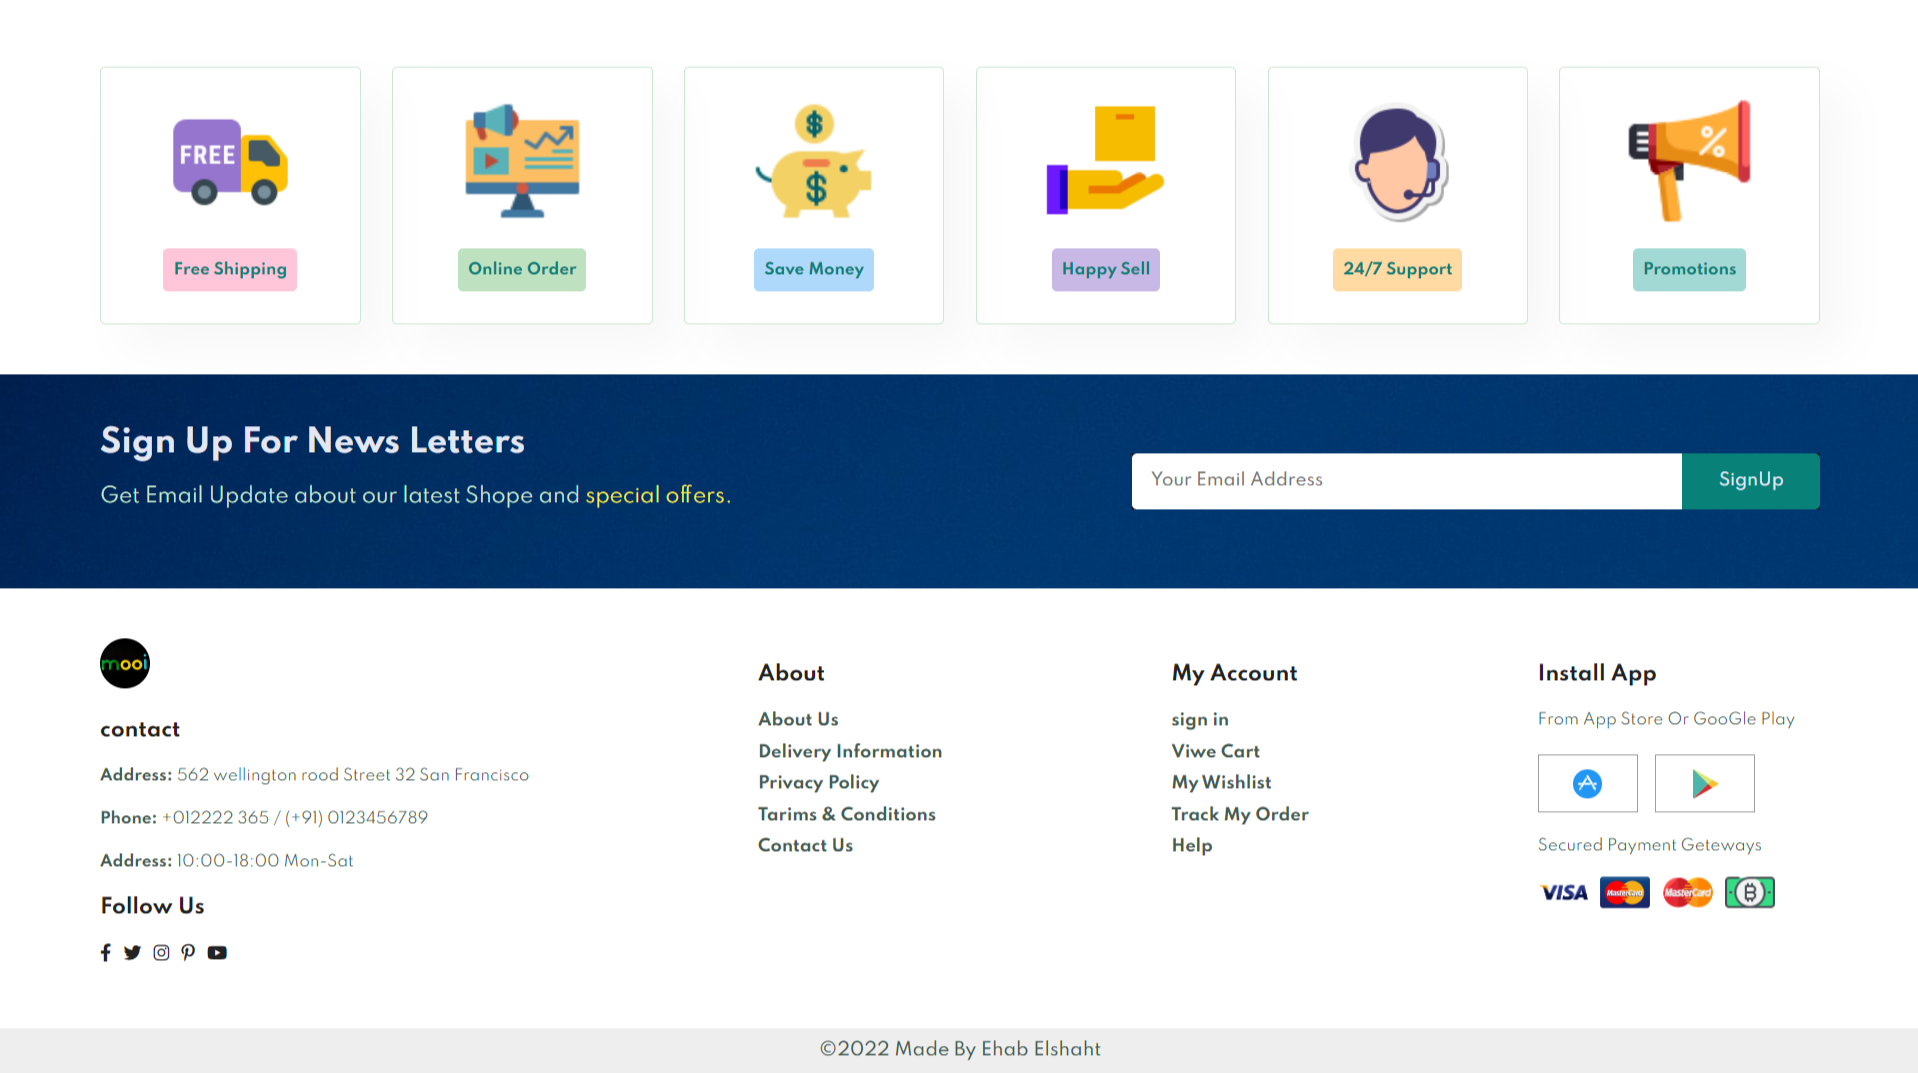 FREE
Free Shipping
Online Order
$
$
Save Money
Happy Sell
24/7 Support
%
Promotions
Sign Up For News Letters
Get Email Update about our latest Shope and special offers.
Your Email Address
SignUp
mooi
contact
Address: 562 wellington rood Street 32 San Francisco
Phone: +012222 365 / (+91) 0123456789
Address: 10:00-18:00 Mon-Sat
Follow Us
About
About Us
Delivery Information
Privacy Policy
Tarims & Conditions
Contact Us
My Account
sign in
Viwe Cart
My Wishlist
Track My Order
Help
Install App
From App Store Or GooGle Play
Secured Payment Geteways
VISA
MasterCard
MasterCard
©2022 Made By Ehab Elshaht